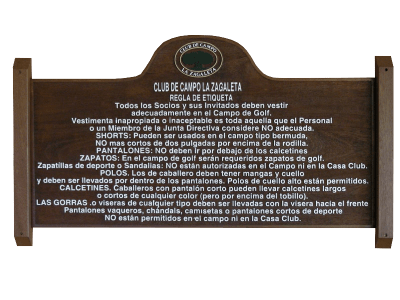 CLUB DE CAMPO
LA ZAGALETA
CLUB DE CAMPO LA ZAGALETA
REGLA DE ETIQUETA
Todos los Socios y sus Invitados deben vestir
adecuadamente en el Campo de Golf.
Vestimenta inapropiada o inaceptable es toda aquella que el Personal
o un Miembro de la Junta Directiva considere NO adecuada.
SHORTS: Pueden ser usados en el campo tipo bermuda,
NO mas cortos de dos pulgadas por encima de la rodilla.
PANTALONES: NO deben ir por debajo de los calcetines
ZAPATOS: En el campo de golf serán requeridos zapatos de golf.
Zapatillas de deporte o Sandalias: NO están autorizadas en el Campo ni en la Casa Club.
POLOS. Los de caballero deben tener mangas y cuello
y deben ser llevados por dentro de los pantalones. Polos de cuello alto están permitidos.
CALCETINES. Caballeros con pantalón corto pueden llevar calcetines largos
o cortos de cualquier color (pero por encima del tobillo).
LAS GORRAS .o viseras de cualquier tipo deben ser llevadas con la visera hacia el frente
Pantalones vaqueros, chándals, camisetas o pantalones cortos de deporte
NO están permitidos en el campo ni en la Casa Club.